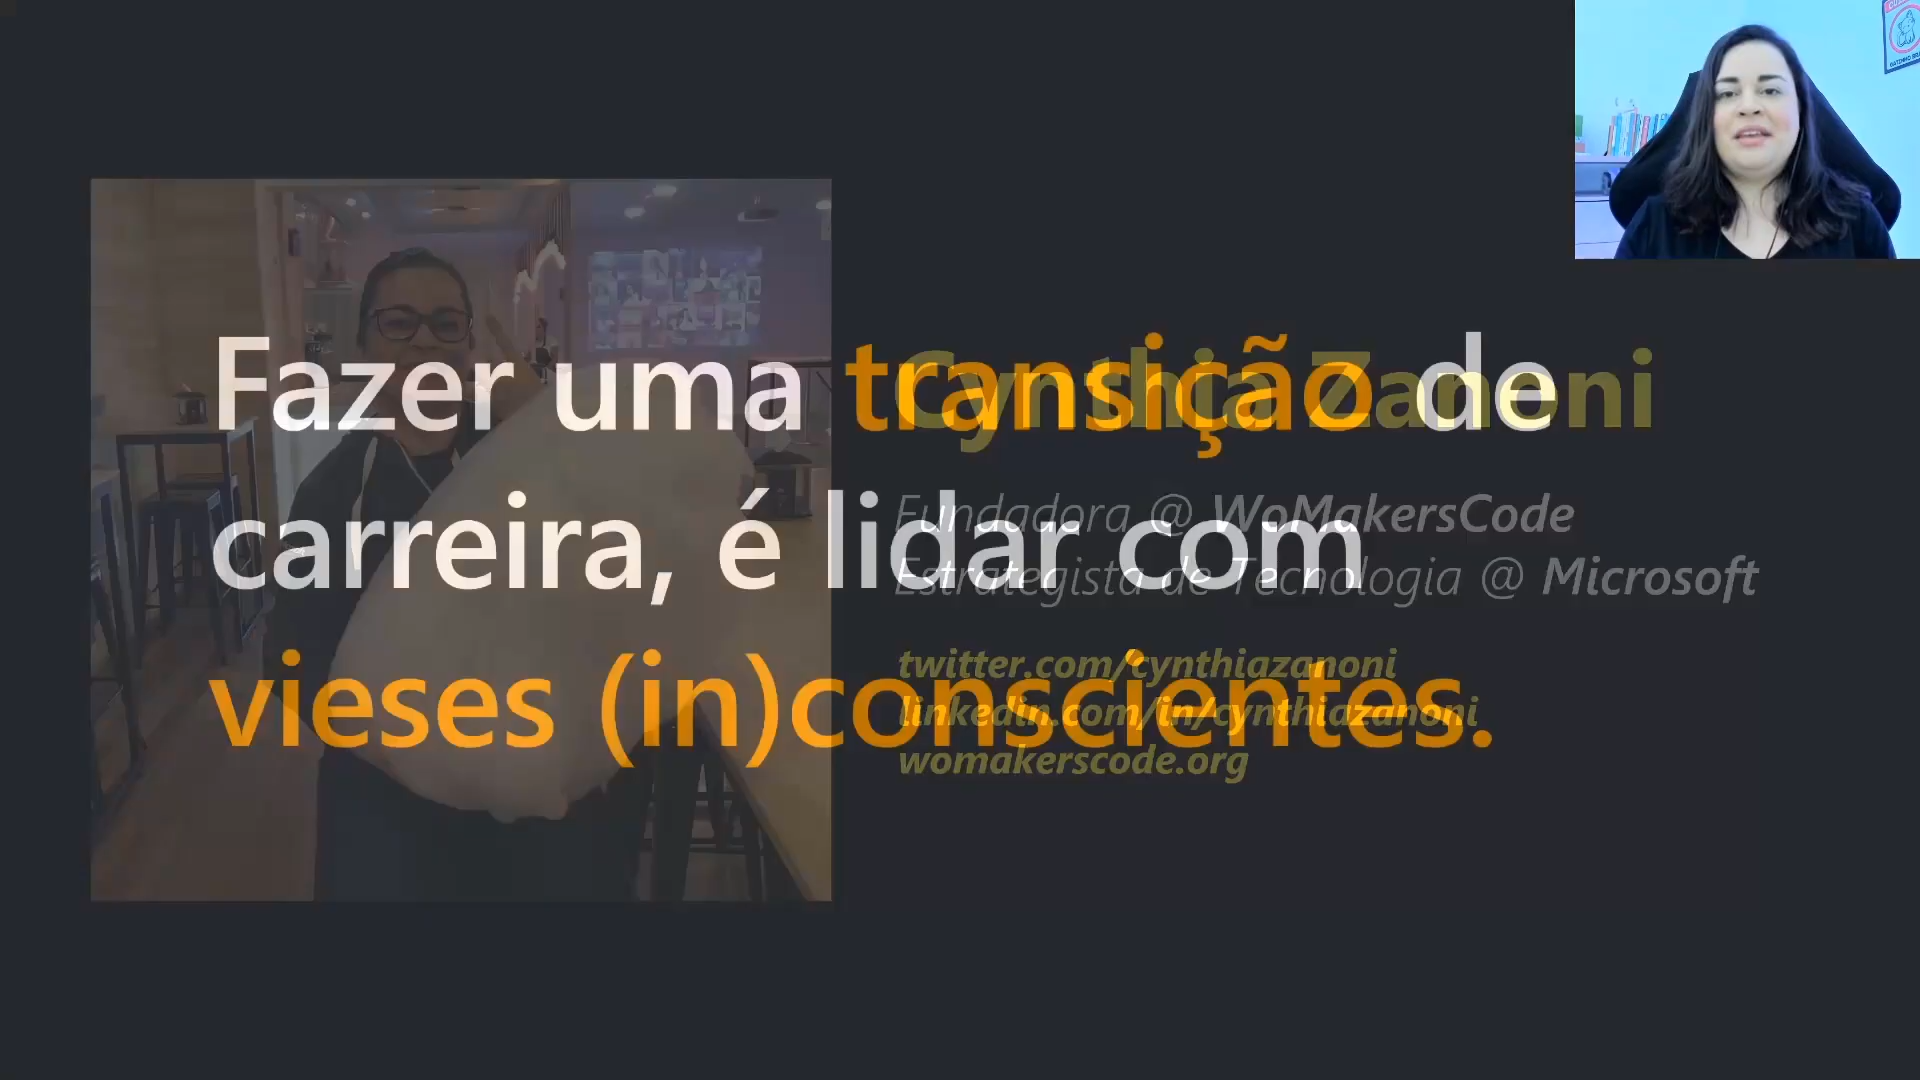 Fazer uma transição de
carreira, é lidar com
vieses (in)conscientes.
Cynthia Zanoni
Fundadora @ WoMakersCode
Estrategista de Tecnologia @ Microsoft
twitter.com/cynthiazanoni
linkedin.com/in/cynthiazanoni
womakerscode.org